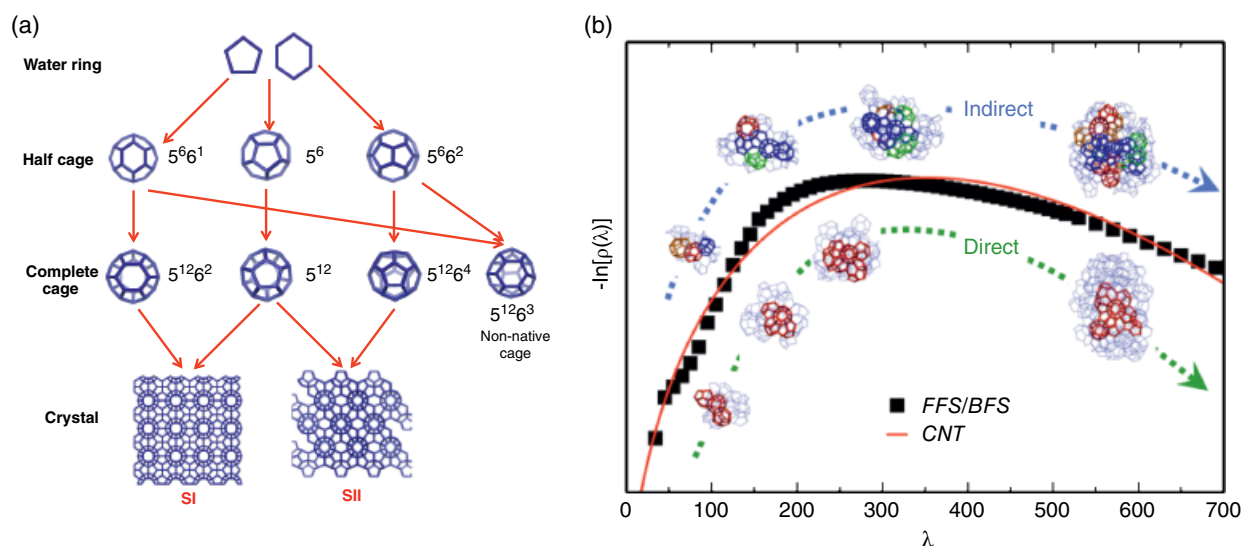 (a)
Water ring
Half cage
5⁶6¹
5⁶
5⁶6²
Complete
cage
5¹²6²
5¹²
5¹²6⁴
5¹²6³
Non-native
cage
Crystal
SI
SII
(b)
-ln[ρ(λ)]
Indirect
Direct
FFS/BFS
CNT
0 100 200 300 400 500 600 700
λ